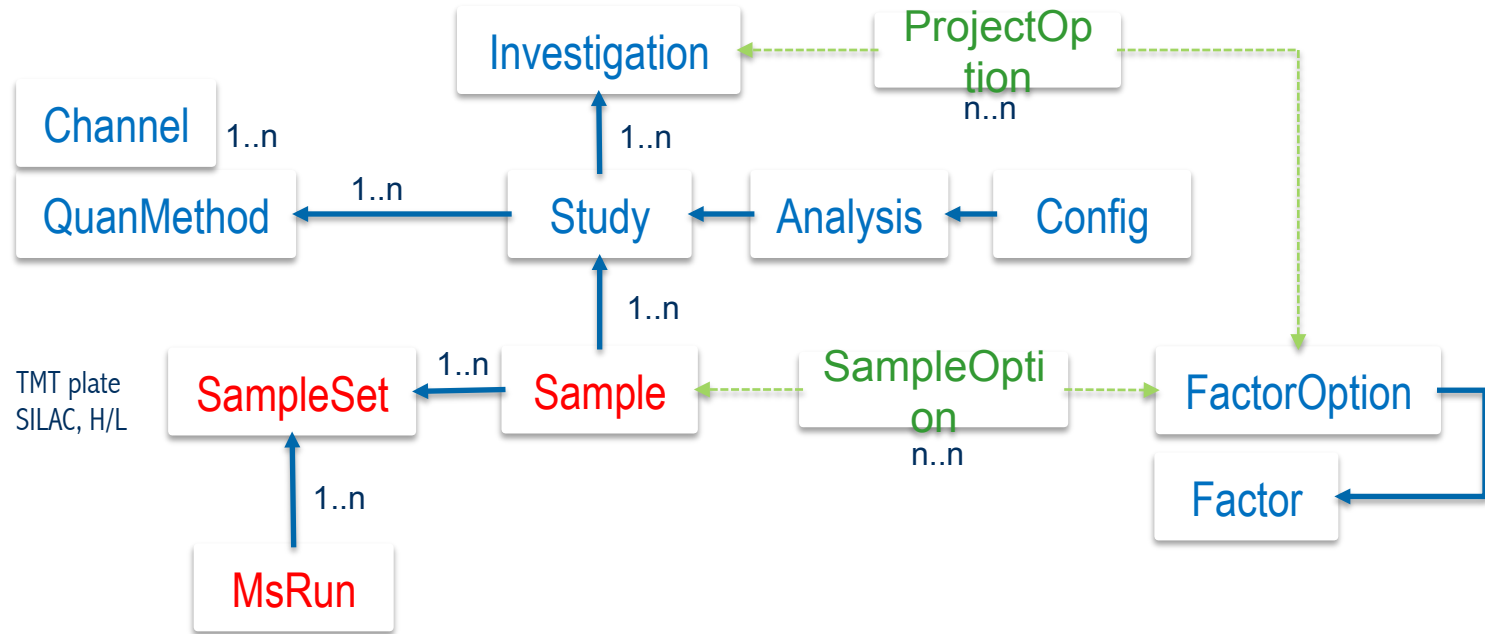 Investigation
ProjectOp
tion
n..n
Channel
1..n
1..n
QuanMethod
1..n
Study
Analysis
Config
1..n
TMT plate
SILAC, H/L
SampleSet
1..n
Sample
SampleOpti
on
n..n
FactorOption
Factor
1..n
MsRun